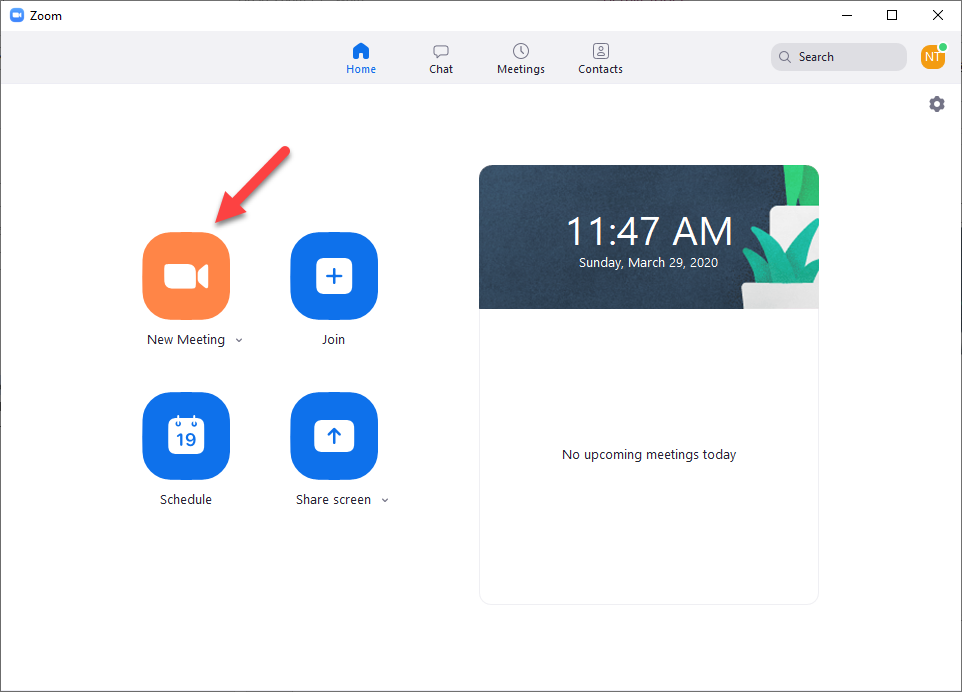 Zoom
Home
Chat
Meetings
Contacts
Search
NT
11:47 AM
Sunday, March 29, 2020
New Meeting
Join
19
Schedule
Share screen
No upcoming meetings today